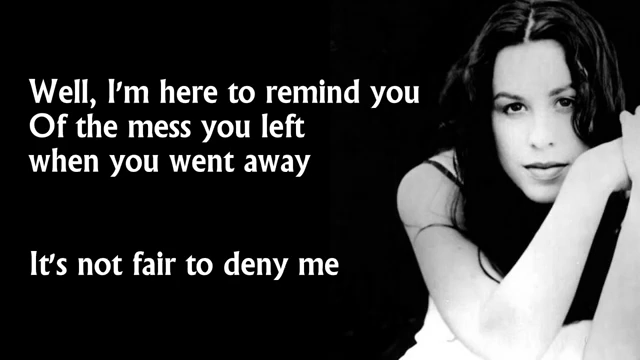 Well, I'm here to remind you
Of the mess you left
when you went away
It's not fair to deny me